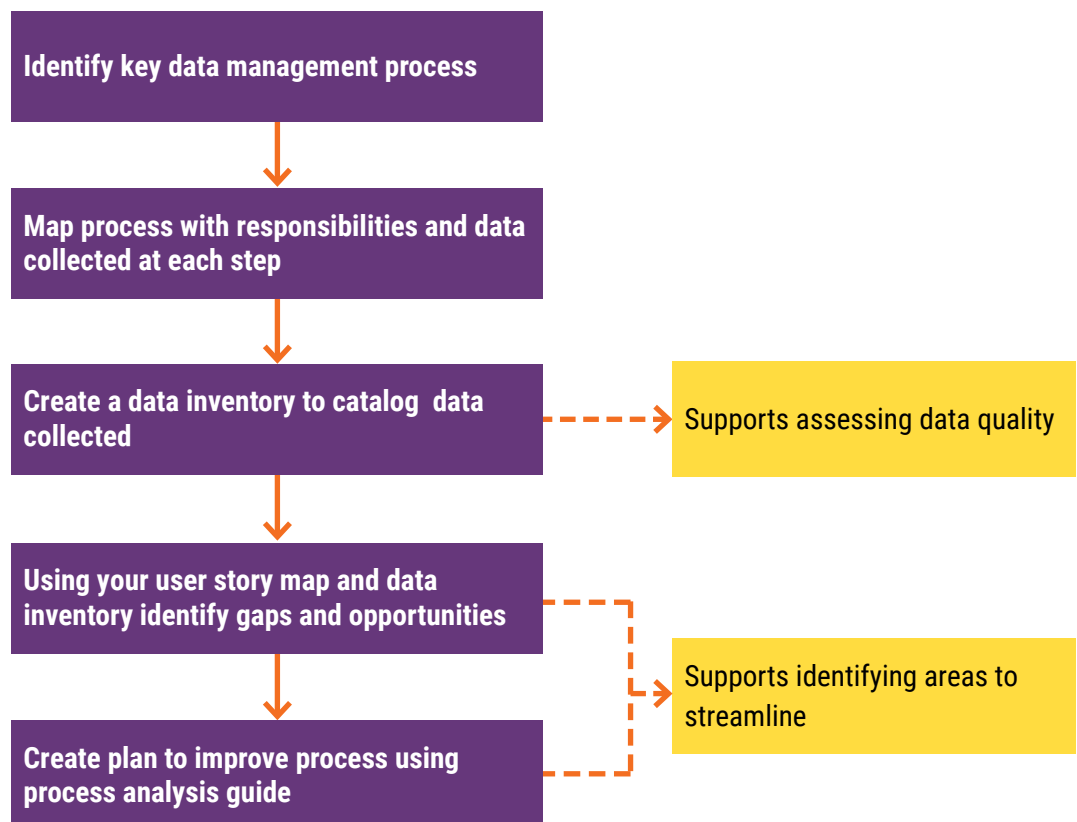 Identify key data management process
Map process with responsibilities and data
collected at each step
Create a data inventory to catalog  data
collected
Supports assessing data quality
Using your user story map and data
inventory identify gaps and opportunities
Supports identifying areas to
streamline
Create plan to improve process using
process analysis guide